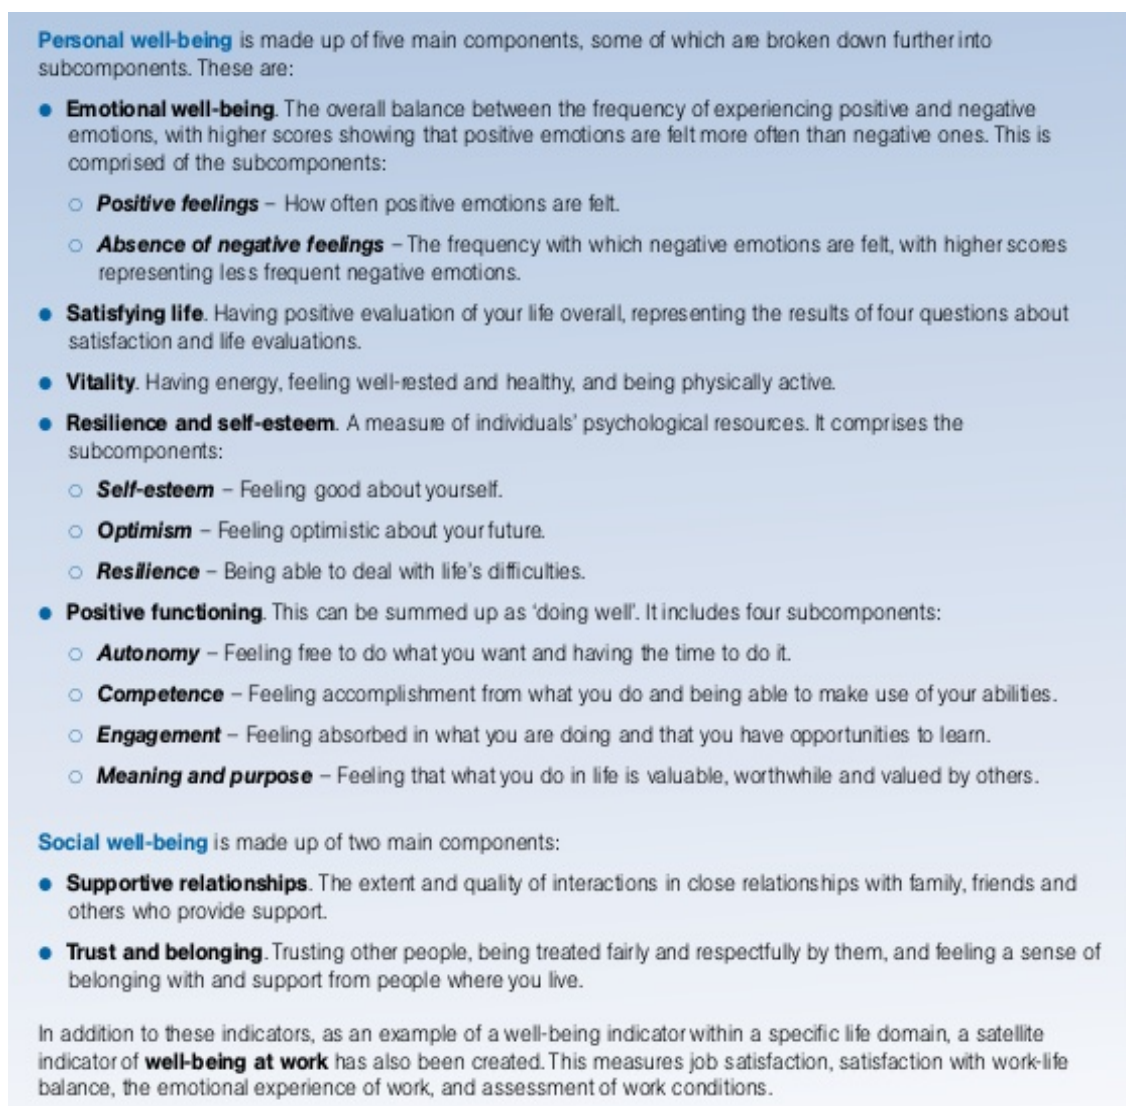 Personal well-being is made up of five main components, some of which are broken down further into
subcomponents. These are:
● Emotional well-being. The overall balance between the frequency of experiencing positive and negative
emotions, with higher scores showing that positive emotions are felt more often than negative ones. This is
comprised of the subcomponents:
○ Positive feelings – How often positive emotions are felt.
○ Absence of negative feelings – The frequency with which negative emotions are felt, with higher scores
representing less frequent negative emotions.
● Satisfying life. Having positive evaluation of your life overall, representing the results of four questions about
satisfaction and life evaluations.
● Vitality. Having energy, feeling well-rested and healthy, and being physically active.
● Resilience and self-esteem. A measure of individuals' psychological resources. It comprises the
subcomponents:
○ Self-esteem – Feeling good about yourself.
○ Optimism – Feeling optimistic about your future.
○ Resilience – Being able to deal with life's difficulties.
● Positive functioning. This can be summed up as 'doing well'. It includes four subcomponents:
○ Autonomy – Feeling free to do what you want and having the time to do it.
○ Competence – Feeling accomplishment from what you do and being able to make use of your abilities.
○ Engagement – Feeling absorbed in what you are doing and that you have opportunities to learn.
○ Meaning and purpose – Feeling that what you do in life is valuable, worthwhile and valued by others.
Social well-being is made up of two main components:
● Supportive relationships. The extent and quality of interactions in close relationships with family, friends and
others who provide support.
● Trust and belonging. Trusting other people, being treated fairly and respectfully by them, and feeling a sense of
belonging with and support from people where you live.
In addition to these indicators, as an example of a well-being indicator within a specific life domain, a satellite
indicator of well-being at work has also been created. This measures job satisfaction, satisfaction with work-life
balance, the emotional experience of work, and assessment of work conditions.